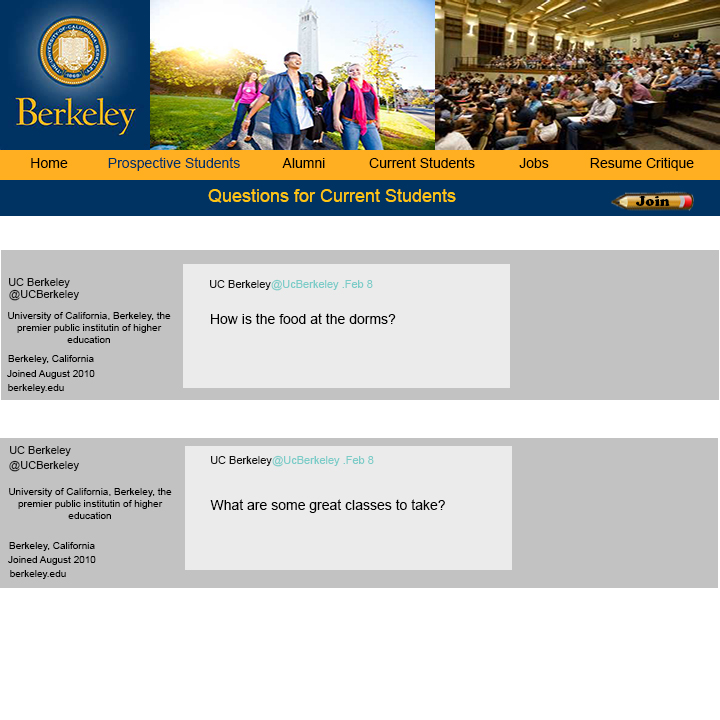 Berkeley
Home Prospective Students Alumni Current Students Jobs Resume Critique
Questions for Current Students
Join
UC Berkeley
@UCBerkeley
University of California, Berkeley, the
premier public institutin of higher
education
Berkeley, California
Joined August 2010
berkeley.edu
UC Berkeley@UcBerkeley .Feb 8
How is the food at the dorms?
UC Berkeley
@UCBerkeley
University of California, Berkeley, the
premier public institutin of higher
education
Berkeley, California
Joined August 2010
berkeley.edu
UC Berkeley@UcBerkeley .Feb 8
What are some great classes to take?